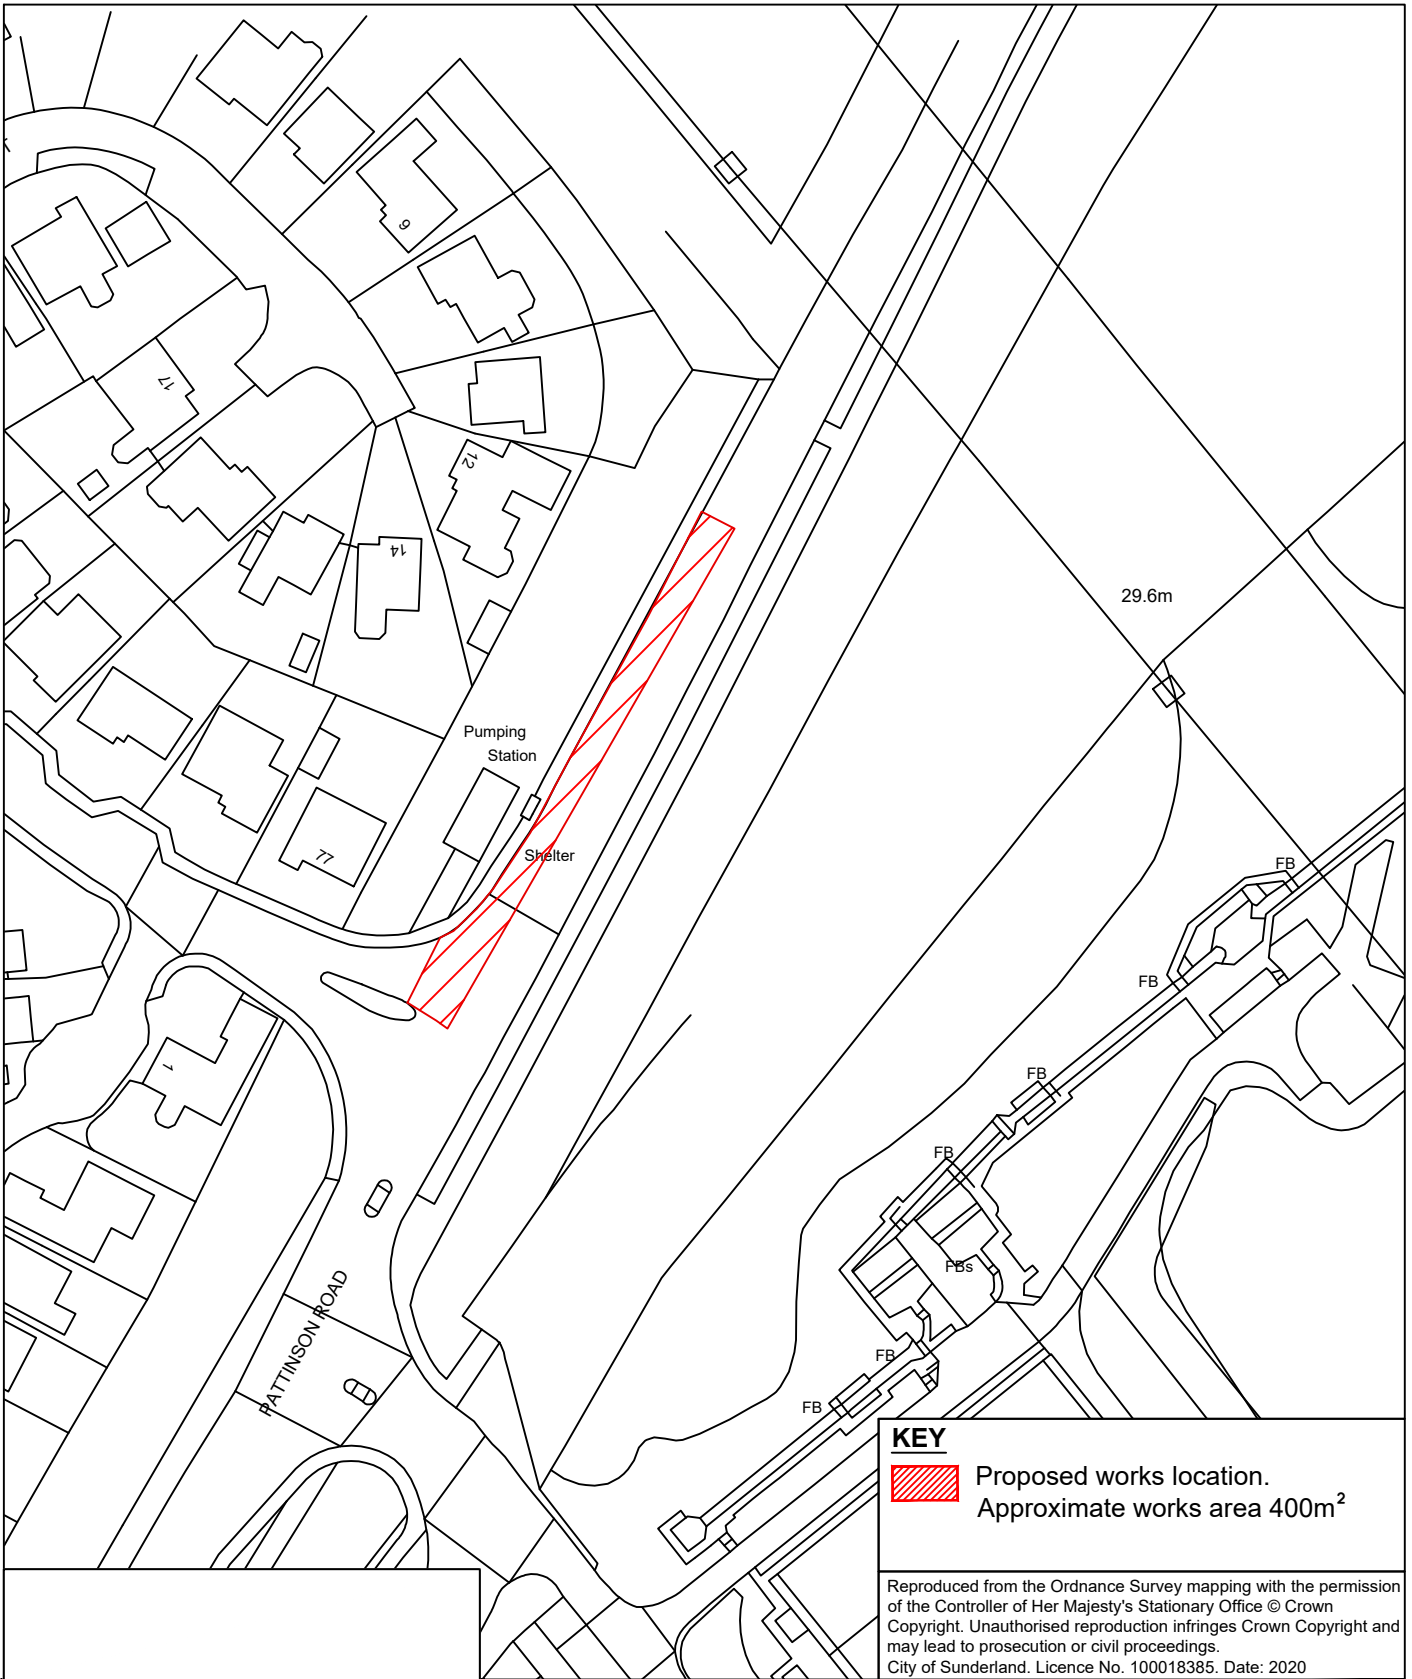 9
17
12
14
29.6m
Pumping
Station
77
Shelter
FB
FB
1
FB
FB
FBs
PATTINSON ROAD
FB
FB
KEY
Proposed works location.
Approximate works area 400m²
Reproduced from the Ordnance Survey mapping with the permission
of the Controller of Her Majesty's Stationary Office © Crown
Copyright. Unauthorised reproduction infringes Crown Copyright and
may lead to prosecution or civil proceedings.
City of Sunderland. Licence No. 100018385. Date: 2020